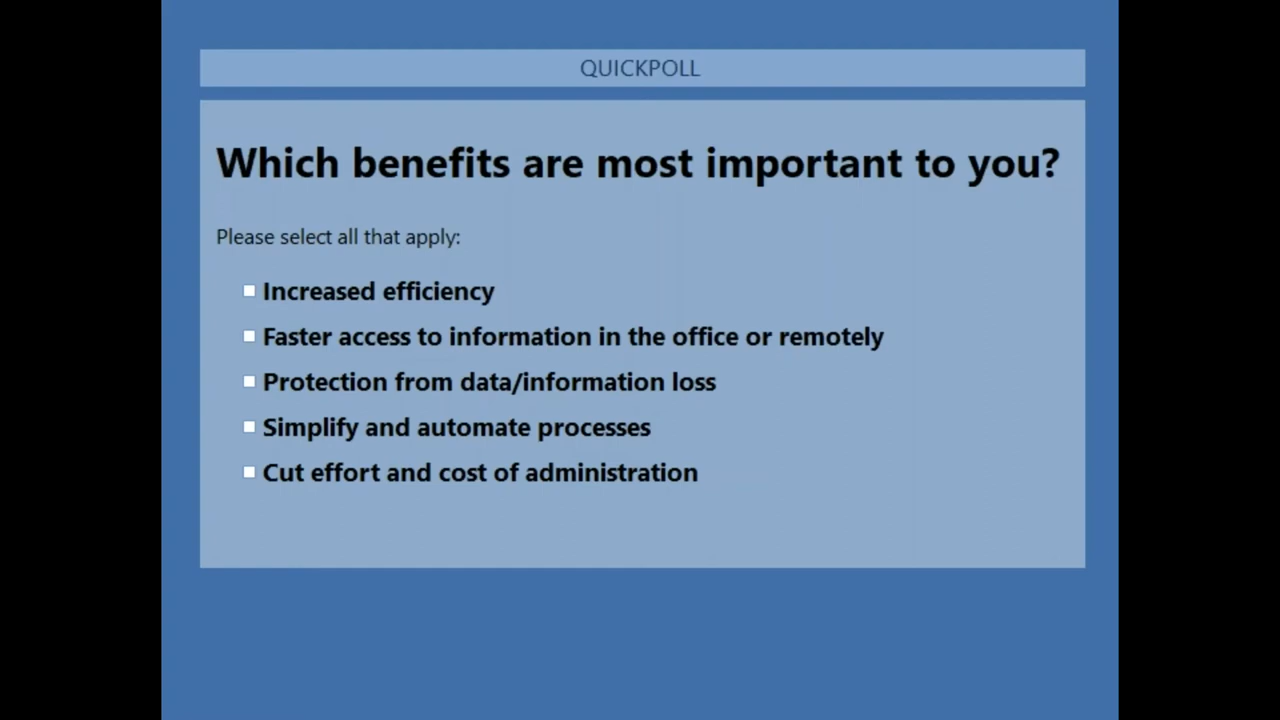 QUICKPOLL
Which benefits are most important to you?
Please select all that apply:
Increased efficiency
Faster access to information in the office or remotely
Protection from data/information loss
Simplify and automate processes
Cut effort and cost of administration